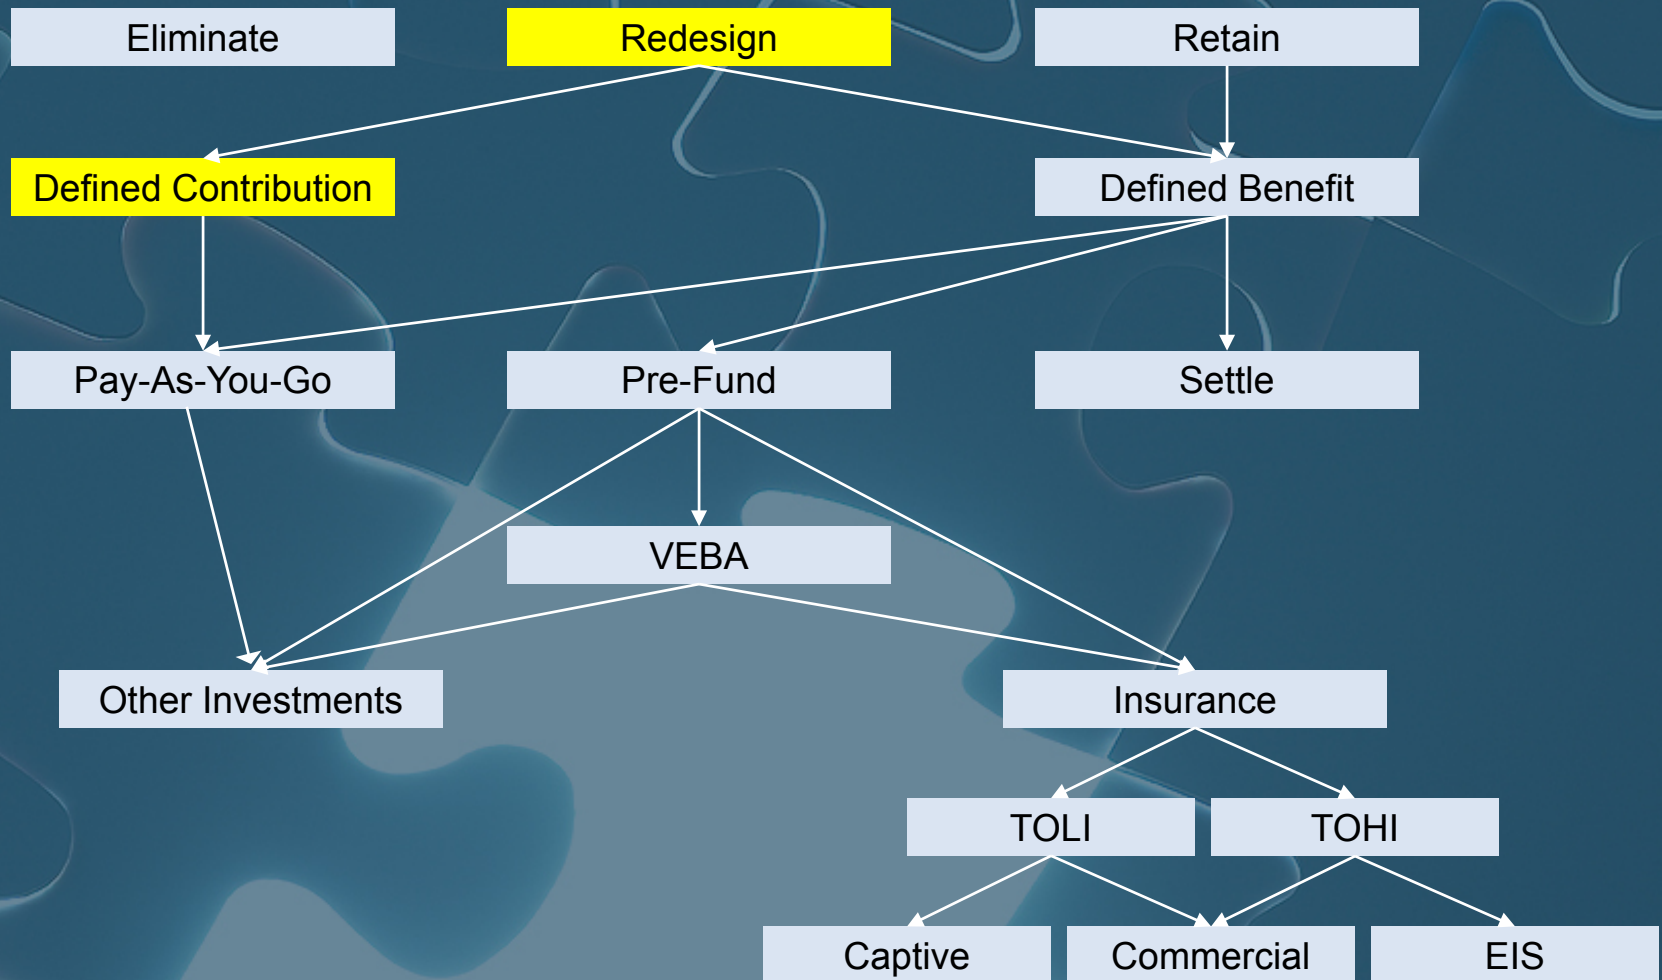 Eliminate
Redesign
Retain
Defined Contribution
Defined Benefit
Pay-As-You-Go
Pre-Fund
Settle
VEBA
Other Investments
Insurance
TOLI
TOHI
Captive
Commercial
EIS